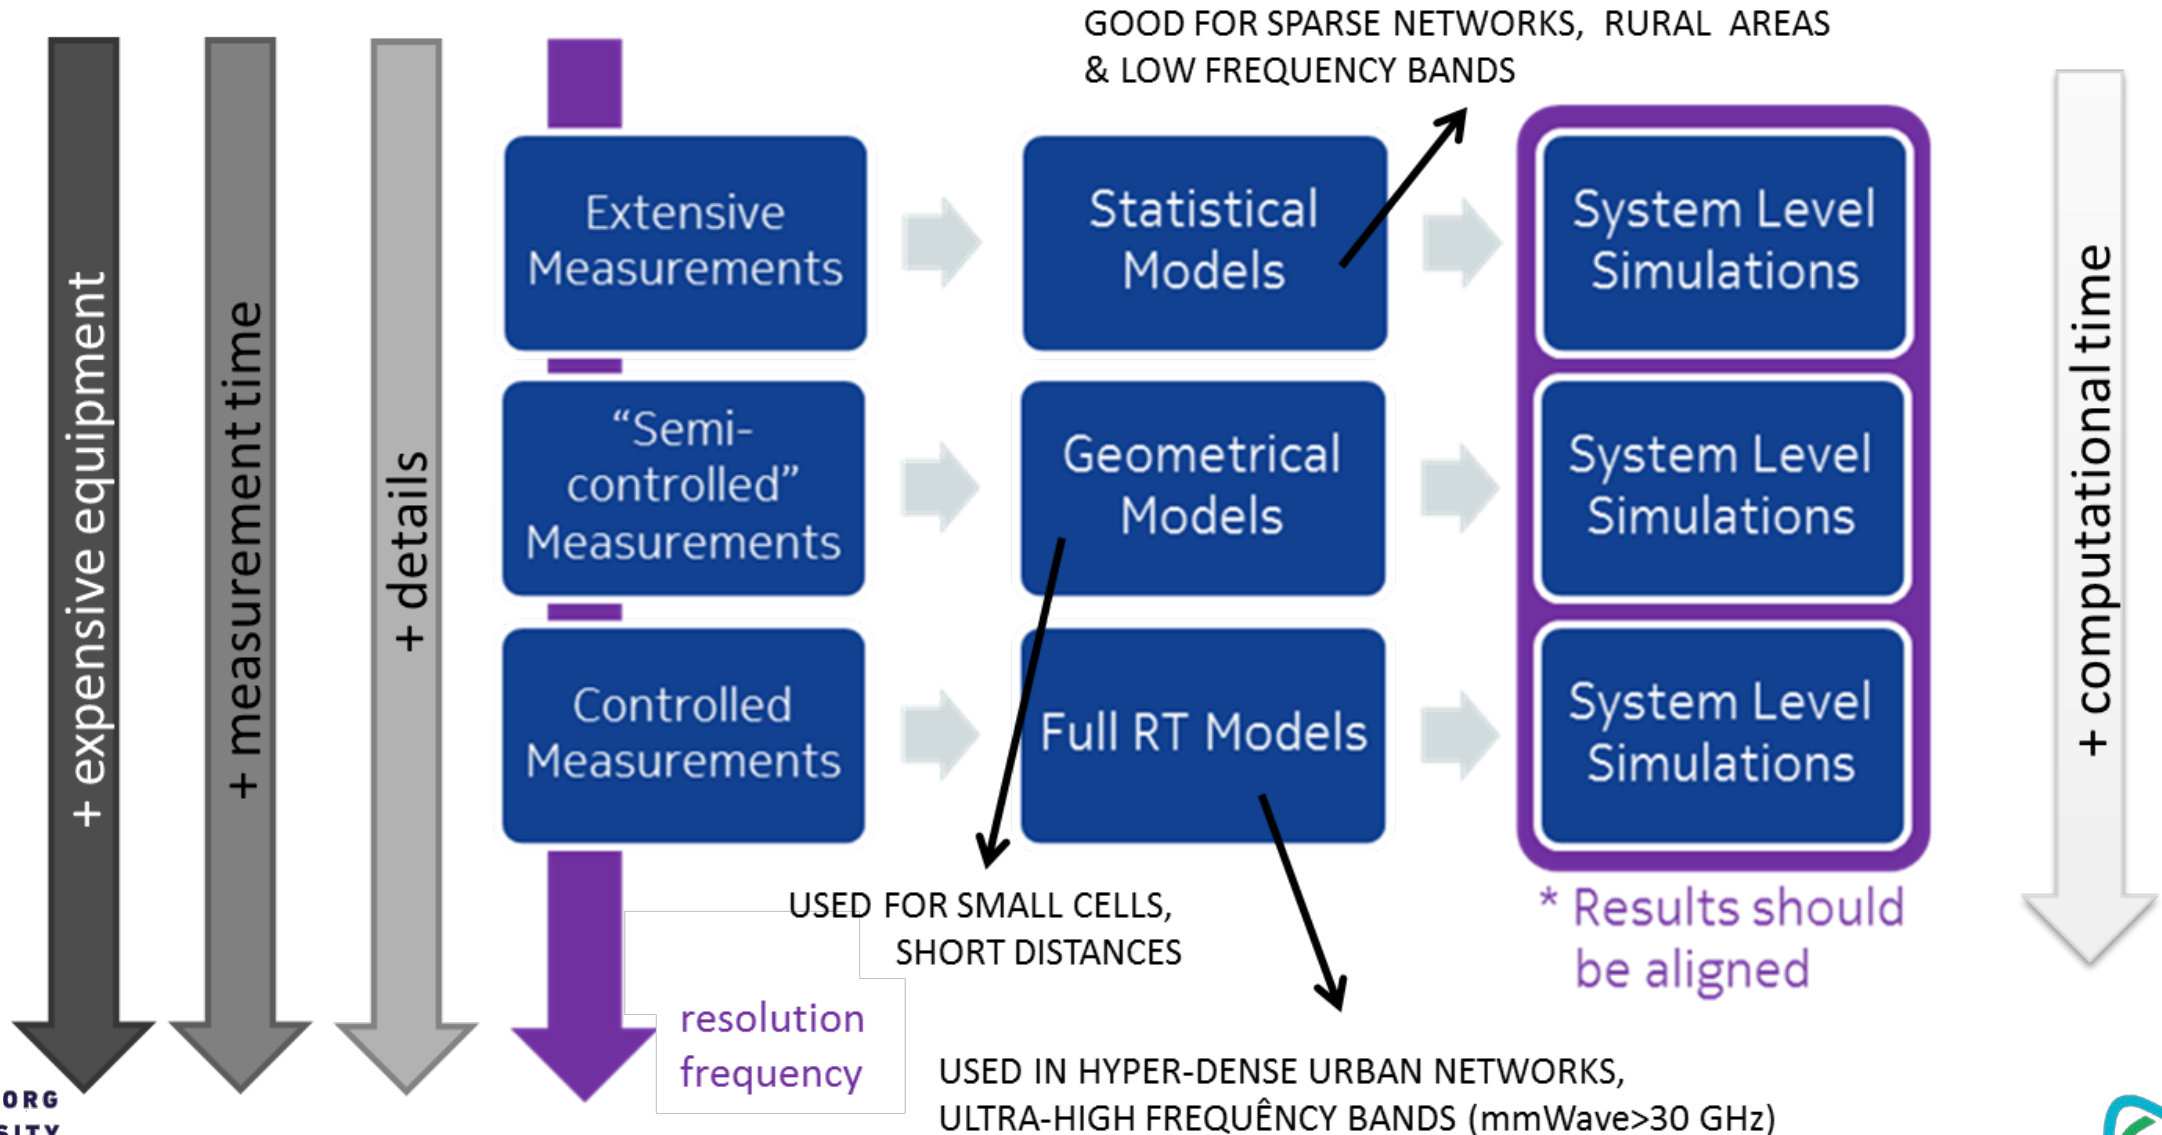 GOOD FOR SPARSE NETWORKS, RURAL AREAS
& LOW FREQUENCY BANDS
+ expensive equipment
+ measurement time
+ details
Extensive
Measurements
Statistical
Models
System Level
Simulations
“Semi-
controlled”
Measurements
Geometrical
Models
System Level
Simulations
Controlled
Measurements
Full RT Models
System Level
Simulations
+ computational time
USED FOR SMALL CELLS,
SHORT DISTANCES
* Results should
be aligned
resolution
frequency
USED IN HYPER-DENSE URBAN NETWORKS,
ULTRA-HIGH FREQUÊNCY BANDS (mmWave>30 GHz)
ORG
SITY